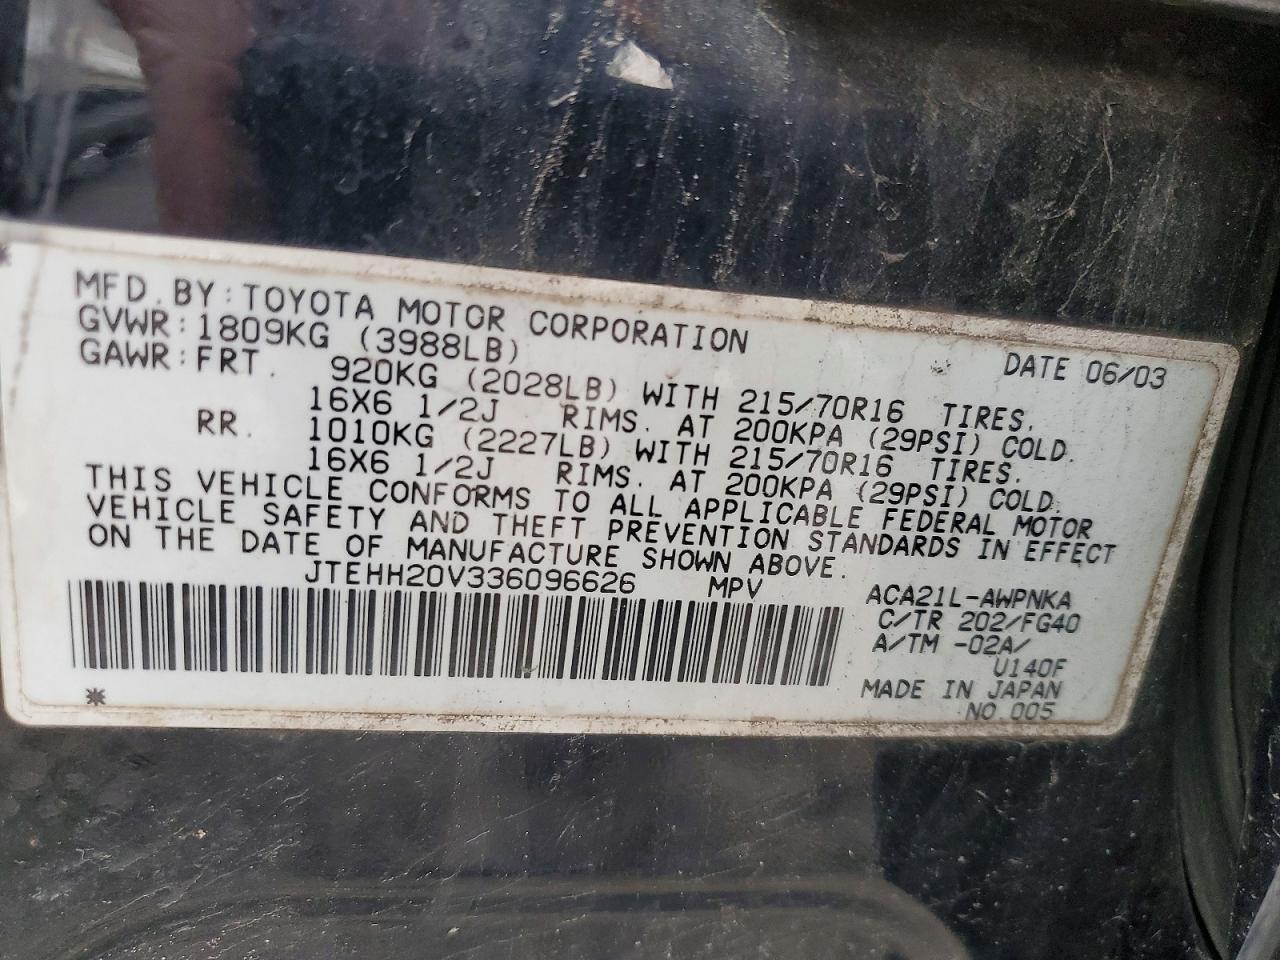 MFD.BY:TOYOTA MOTOR CORPORATION DATE 06/03
GVWR:1809KG (3988LB)
GAWR:FRT. 920KG (2028LB) WITH 215/70R16 TIRES.
16X6 1/2J RIMS. AT 200KPA (29PSI) COLD.
RR. 1010KG (2227LB) WITH 215/70R16 TIRES.
16X6 1/2J RIMS. AT 200KPA (29PSI) COLD.
THIS VEHICLE CONFORMS TO ALL APPLICABLE FEDERAL MOTOR
VEHICLE SAFETY AND THEFT PREVENTION STANDARDS IN EFFECT
ON THE DATE OF MANUFACTURE SHOWN ABOVE.
JTEHH20V336096626 MPV
ACA21L-AWPNKA
C/TR 202/FG40
A/TM -02A/
U140F
MADE IN JAPAN
NO.005
*